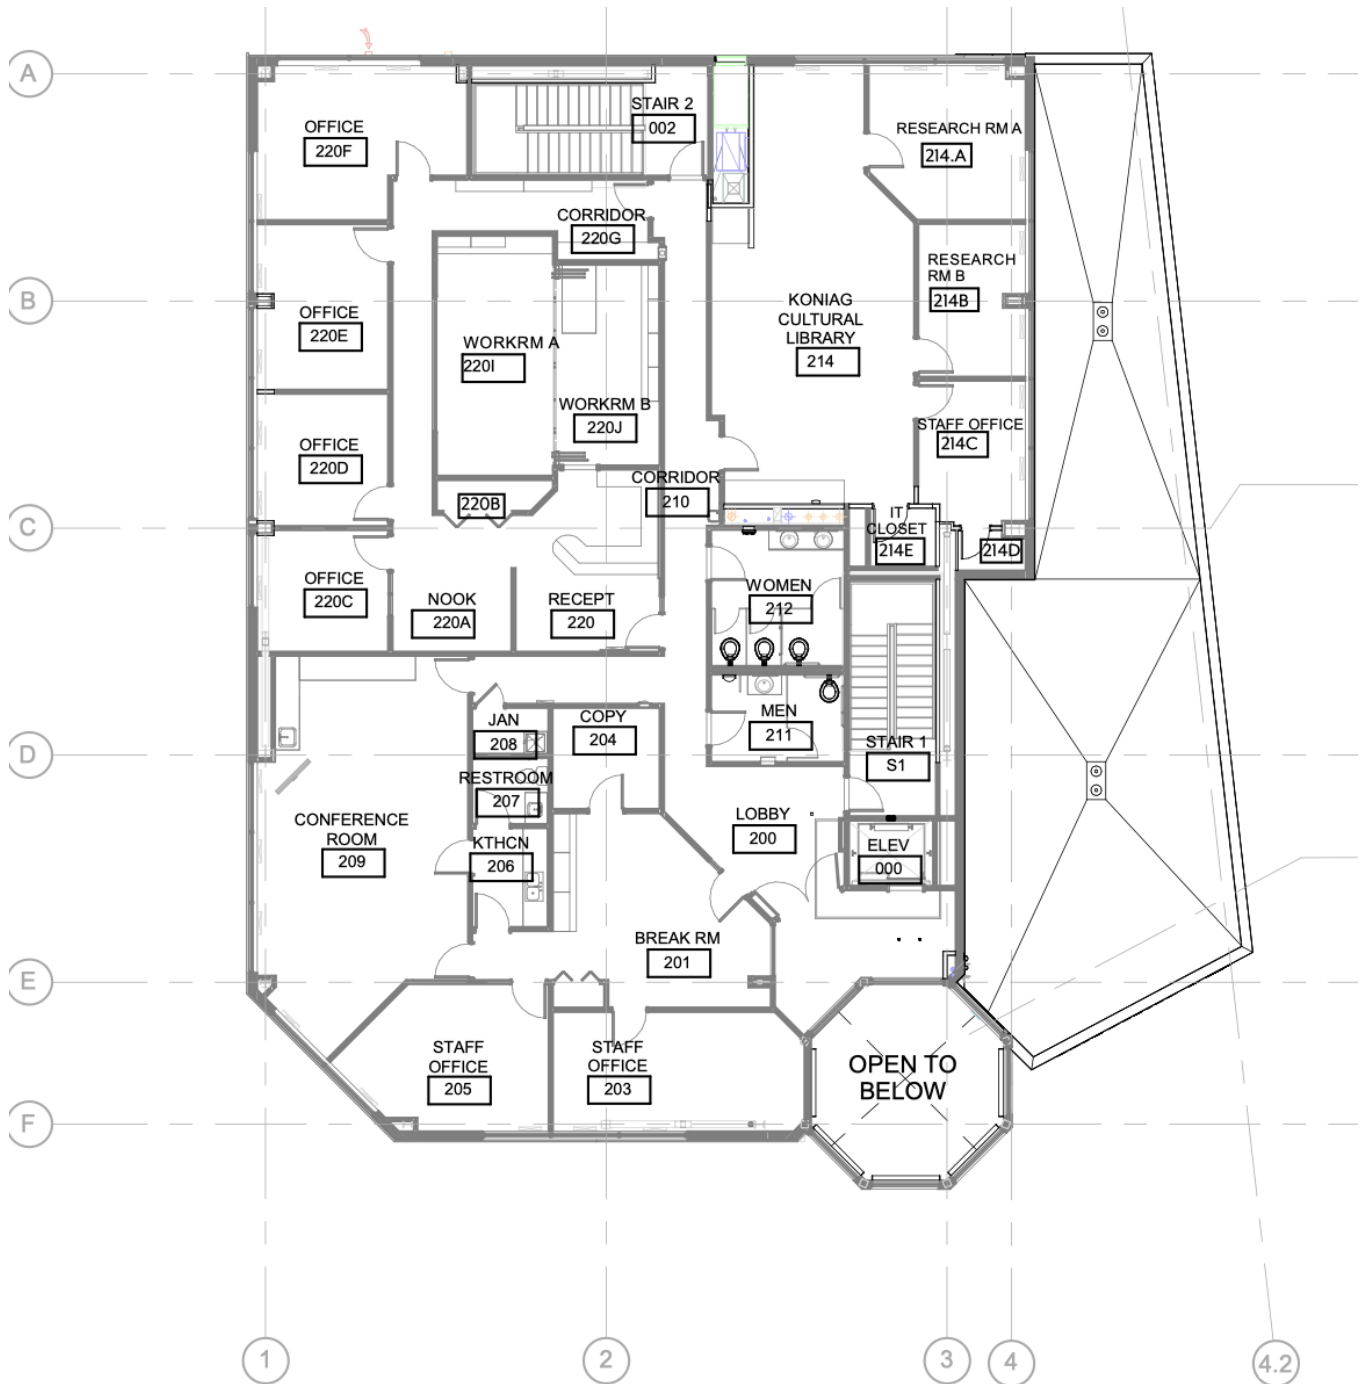 A
STAIR 2
002
OFFICE
220F
RESEARCH RM A
214.A
CORRIDOR
220G
RESEARCH
RM B
214B
B
OFFICE
220E
KONIAG
CULTURAL
LIBRARY
214
WORKRM A
220I
WORKRM B
220J
STAFF OFFICE
214C
OFFICE
220D
CORRIDOR
210
220B
C
IT
CLOSET
214E
214D
OFFICE
220C
NOOK
220A
RECEPT
220
WOMEN
212
MEN
211
JAN
208
COPY
204
D
STAIR 1
S1
RESTROOM
207
CONFERENCE
ROOM
209
LOBBY
200
KTHCN
206
ELEV
000
BREAK RM
201
E
STAFF
OFFICE
205
STAFF
OFFICE
203
OPEN TO
BELOW
F
1
2
3
4
4.2